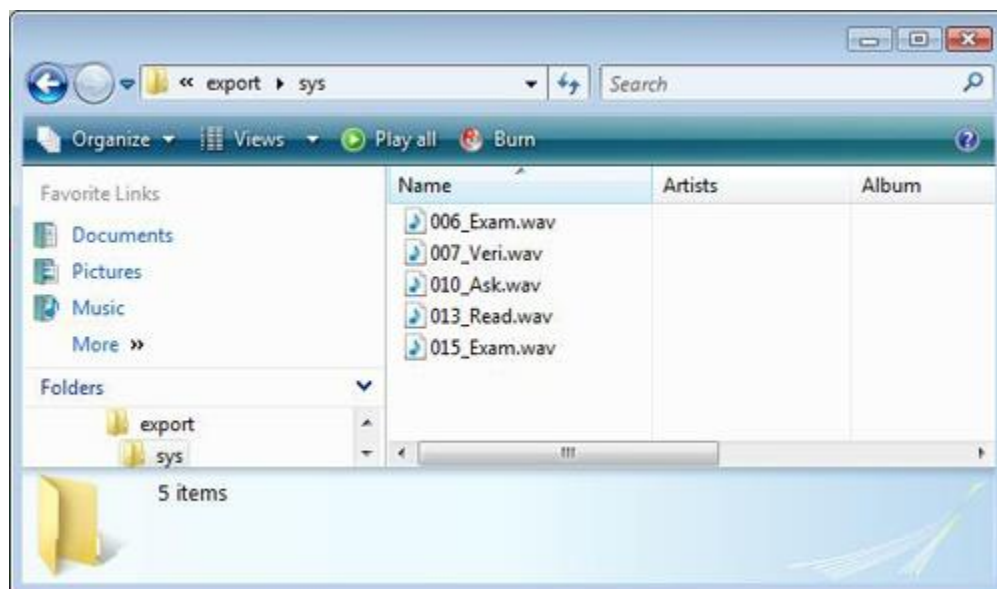 « export ▸ sys
Search
Organize Views Play all Burn
Favorite Links
Documents
Pictures
Music
More »
Folders
export
sys
Name Artists Album
006_Exam.wav
007_Veri.wav
010_Ask.wav
013_Read.wav
015_Exam.wav
5 items